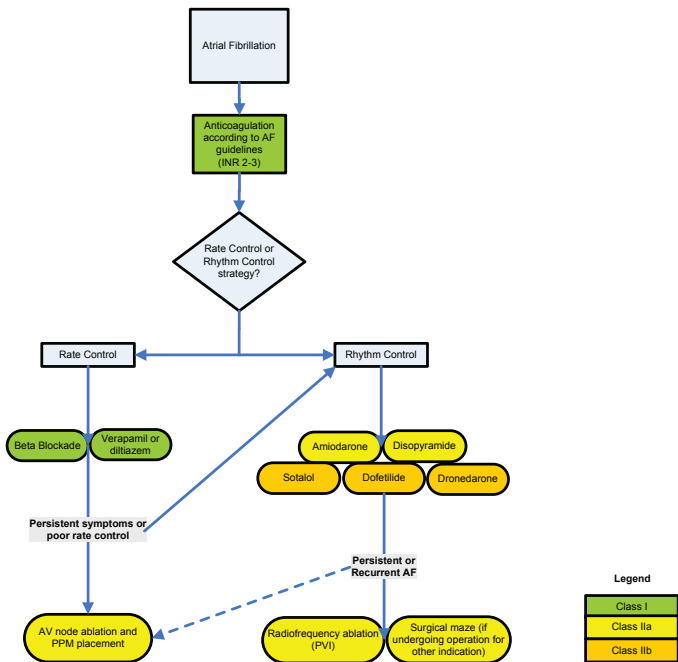 Atrial Fibrillation
Anticoagulation
according to AF
guidelines
(INR 2-3)
Rate Control or
Rhythm Control
strategy?
Rate Control
Rhythm Control
Beta Blockade
Verapamil or
diltiazem
Amiodarone
Disopyramide
Sotalol
Dofetilide
Dronedarone
Persistent symptoms or
poor rate control
Persistent or
Recurrent AF
AV node ablation and
PPM placement
Radiofrequency ablation
(PVI)
Surgical maze (if
undergoing operation for
other indication)
Legend
Class I
Class IIa
Class IIb